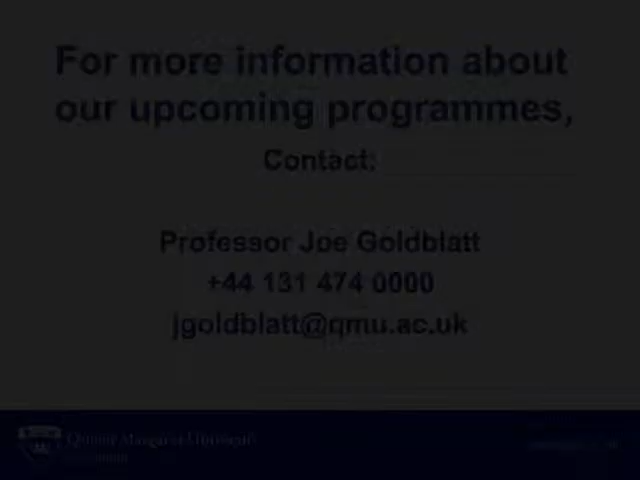 For more information about
our upcoming programmes,
Contact:
Professor Joe Goldblatt
+44 131 474 0000
jgoldblatt@qmu.ac.uk
Queen Margaret University